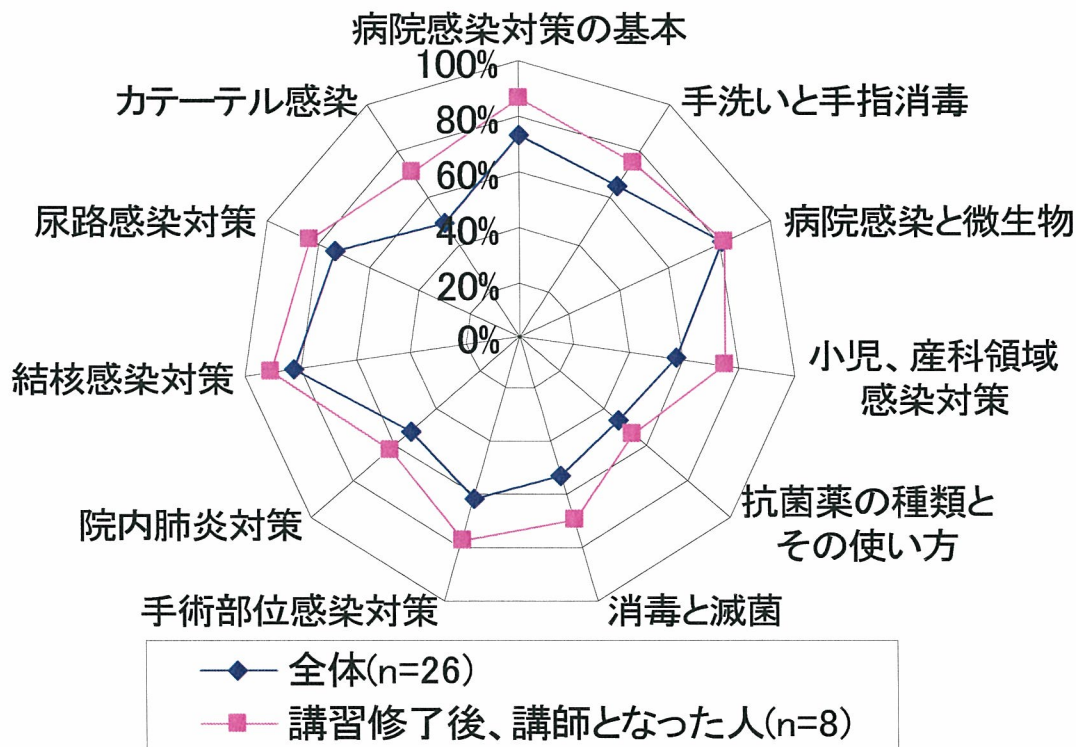 病院感染対策の基本
100%
カテーテル感染
手洗いと手指消毒
80%
60%
尿路感染対策
病院感染と微生物
40%
20%
0%
結核感染対策
小児、産科領域
感染対策
院内肺炎対策
抗菌薬の種類と
その使い方
手術部位感染対策
消毒と滅菌
全体(n=26)
講習修了後、講師となった人(n=8)